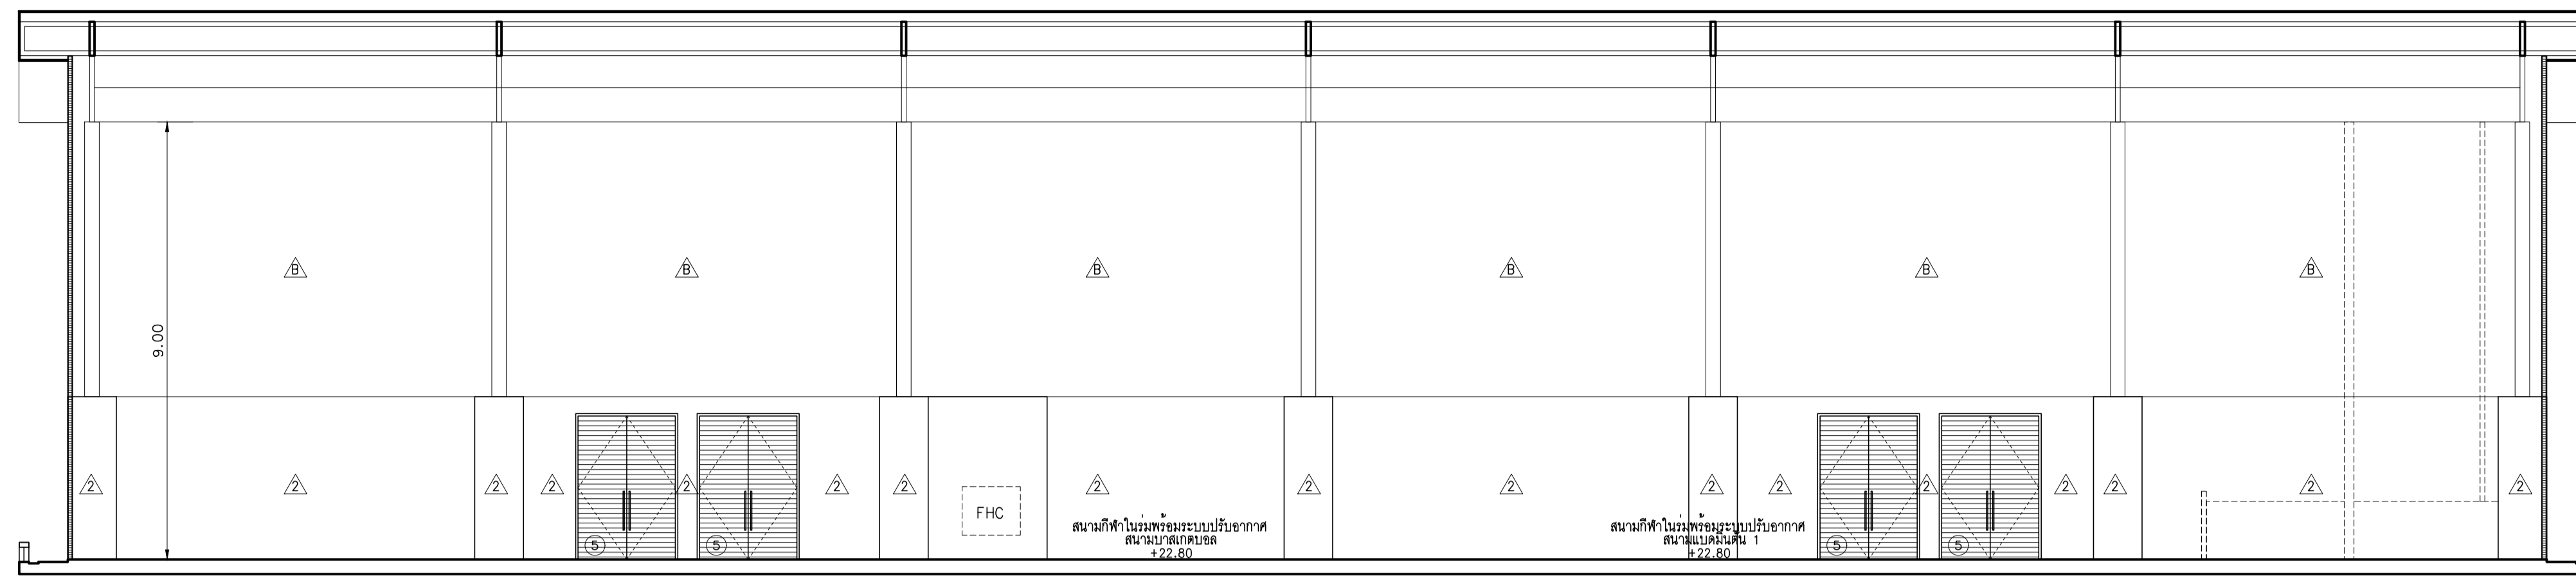 B B B B B B
9.00
2 2 2 2 2 2 2 2 2 2 2 2 2 2 2 2 2
FHC
สนามกีฬาในร่มพร้อมระบบปรับอากาศ
สนามบาสเกตบอล
+22.80
สนามกีฬาในร่มพร้อมระบบปรับอากาศ
สนามแบดมินตัน 1
+22.80
5 5 5 5